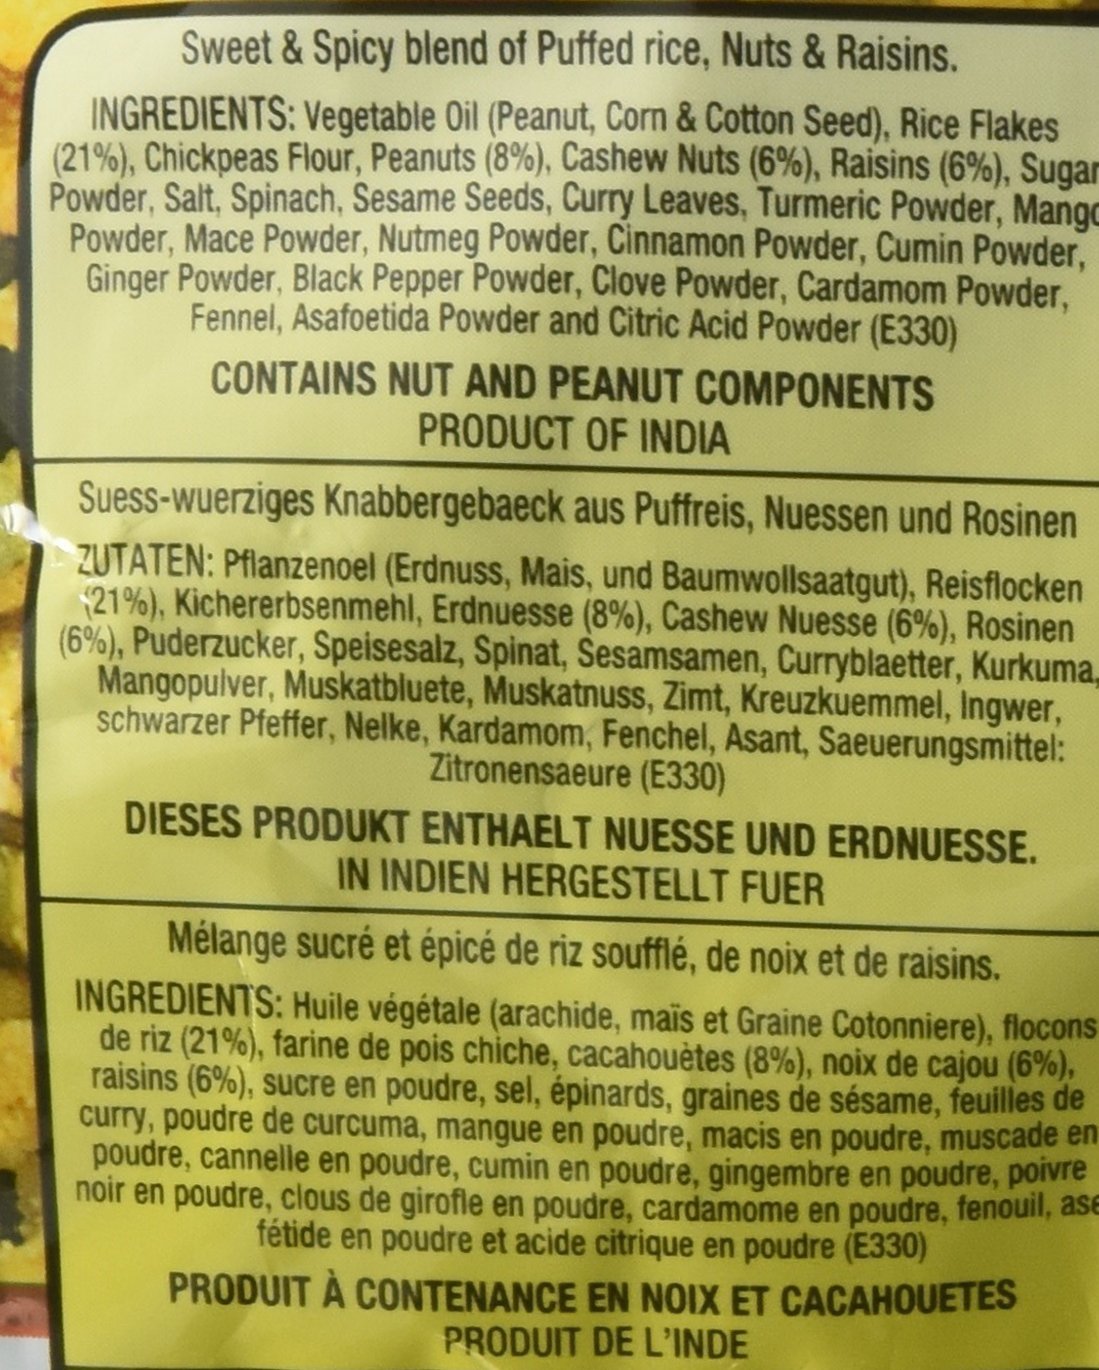 Sweet & Spicy blend of Puffed rice, Nuts & Raisins.
INGREDIENTS: Vegetable Oil (Peanut, Corn & Cotton Seed), Rice Flakes
(21%), Chickpeas Flour, Peanuts (8%), Cashew Nuts (6%), Raisins (6%), Sugar
Powder, Salt, Spinach, Sesame Seeds, Curry Leaves, Turmeric Powder, Mango
Powder, Mace Powder, Nutmeg Powder, Cinnamon Powder, Cumin Powder,
Ginger Powder, Black Pepper Powder, Clove Powder, Cardamom Powder,
Fennel, Asafoetida Powder and Citric Acid Powder (E330)
CONTAINS NUT AND PEANUT COMPONENTS
PRODUCT OF INDIA
Suess-wuerziges Knabbergebaeck aus Puffreis, Nuessen und Rosinen
ZUTATEN: Pflanzenoel (Erdnuss, Mais, und Baumwollsaatgut), Reisflocken
(21%), Kichererbsenmehl, Erdnuesse (8%), Cashew Nuesse (6%), Rosinen
(6%), Puderzucker, Speisesalz, Spinat, Sesamsamen, Curryblaetter, Kurkuma,
Mangopulver, Muskatbluete, Muskatnuss, Zimt, Kreuzkuemmel, Ingwer,
schwarzer Pfeffer, Nelke, Kardamom, Fenchel, Asant, Saeuerungsmittel:
Zitronensaeure (E330)
DIESES PRODUKT ENTHAELT NUESSE UND ERDNUESSE.
IN INDIEN HERGESTELLT FUER
Mélange sucré et épicé de riz soufflé, de noix et de raisins.
INGREDIENTS: Huile végétale (arachide, maïs et Graine Cotonniere), flocons
de riz (21%), farine de pois chiche, cacahouètes (8%), noix de cajou (6%),
raisins (6%), sucre en poudre, sel, épinards, graines de sésame, feuilles de
curry, poudre de curcuma, mangue en poudre, macis en poudre, muscade en
poudre, cannelle en poudre, cumin en poudre, gingembre en poudre, poivre
noir en poudre, clous de girofle en poudre, cardamome en poudre, fenouil, ase
fétide en poudre et acide citrique en poudre (E330)
PRODUIT À CONTENANCE EN NOIX ET CACAHOUETES
PRODUIT DE L'INDE